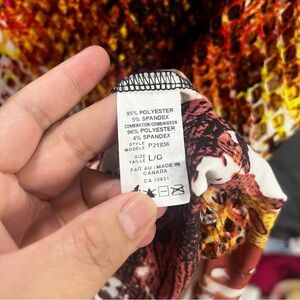 95% POLYESTER
5% SPANDEX
COMBINATION/COMBINAISON
96% POLYESTER
4% SPANDEX
STYLE
MODELE P21836
SIZE
TAILLE L/G
FAIT AU / MADE IN
CANADA
CA 10931